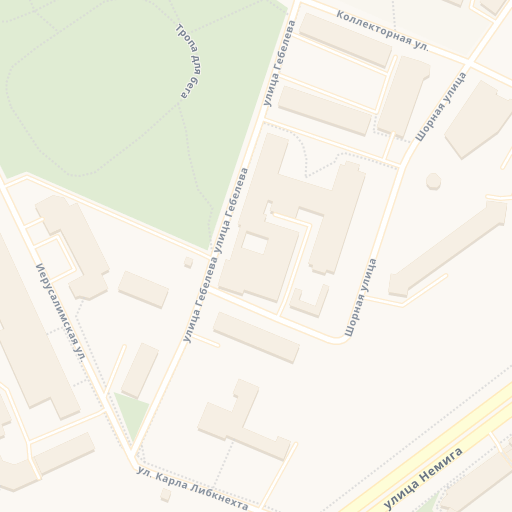 Коллекторная ул.
Тропа для бега
улица Гебелева
Шорная улица
улица Гебелева
улица Гебелева
Шорная улица
Иерусалимская ул.
ул. Карла Либкнехта
улица Немига